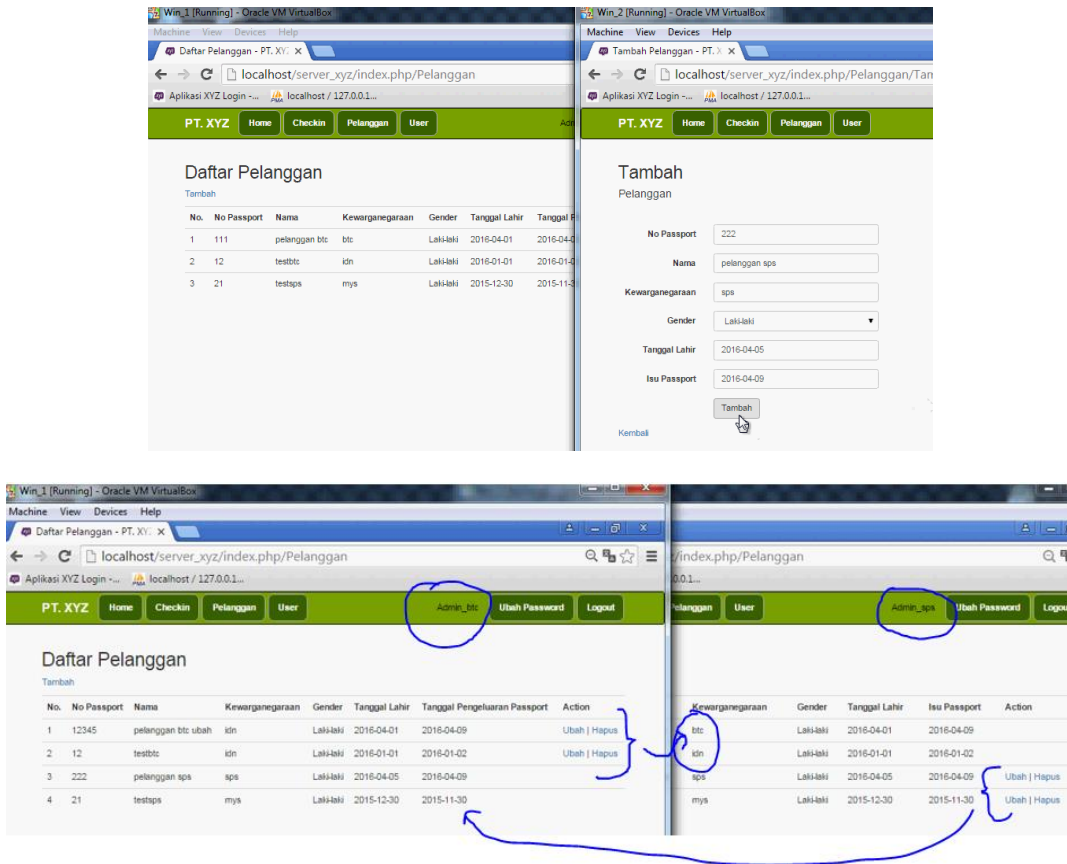 Win_1 [Running] - Oracle VM VirtualBox
Machine View Devices Help
Daftar Pelanggan - PT. XYZ
localhost/server_xyz/index.php/Pelanggan
Aplikasi XYZ Login -... localhost / 127.0.0.1...
PT. XYZ Home Checkin Pelanggan User
Daftar Pelanggan
Tambah
No. No Passport Nama Kewarganegaraan Gender Tanggal Lahir Tanggal
1 111 pelanggan btc btc Laki-laki 2016-04-01 2016-04-0
2 12 testbtc idn Laki-laki 2016-01-01 2016-01-0
3 21 testsps mys Laki-laki 2015-12-30 2015-11-3
Win_2 [Running] - Oracle VM VirtualBox
Machine View Devices Help
Tambah Pelanggan - PT. X
localhost/server_xyz/index.php/Pelanggan/Tam
Aplikasi XYZ Login -... localhost / 127.0.0.1...
PT. XYZ Home Checkin Pelanggan User
Tambah
Pelanggan
No Passport 222
Nama pelanggan sps
Kewarganegaraan sps
Gender Laki-laki
Tanggal Lahir 2016-04-05
Isu Passport 2016-04-09
Tambah
Kembali
Win_1 [Running] - Oracle VM VirtualBox
Machine View Devices Help
Daftar Pelanggan - PT. XYZ
localhost/server_xyz/index.php/Pelanggan
Aplikasi XYZ Login -... localhost / 127.0.0.1...
PT. XYZ Home Checkin Pelanggan User Admin_btc Ubah Password Logout
Daftar Pelanggan
Tambah
No. No Passport Nama Kewarganegaraan Gender Tanggal Lahir Tanggal Pengeluaran Passport Action
1 12345 pelanggan btc ubah idn Laki-laki 2016-04-01 2016-04-09 Ubah | Hapus
2 12 testbtc idn Laki-laki 2016-01-01 2016-01-02 Ubah | Hapus
3 222 pelanggan sps sps Laki-laki 2016-04-05 2016-04-09
4 21 testsps mys Laki-laki 2015-12-30 2015-11-30
/index.php/Pelanggan
0.0.1...
Pelanggan User Admin_sps Ubah Password Logou
Kewarganegaraan Gender Tanggal Lahir Isu Passport Action
btc Laki-laki 2016-04-01 2016-04-09
idn Laki-laki 2016-01-01 2016-01-02
sps Laki-laki 2016-04-05 2016-04-09 Ubah | Hapus
mys Laki-laki 2015-12-30 2015-11-30 Ubah | Hapus